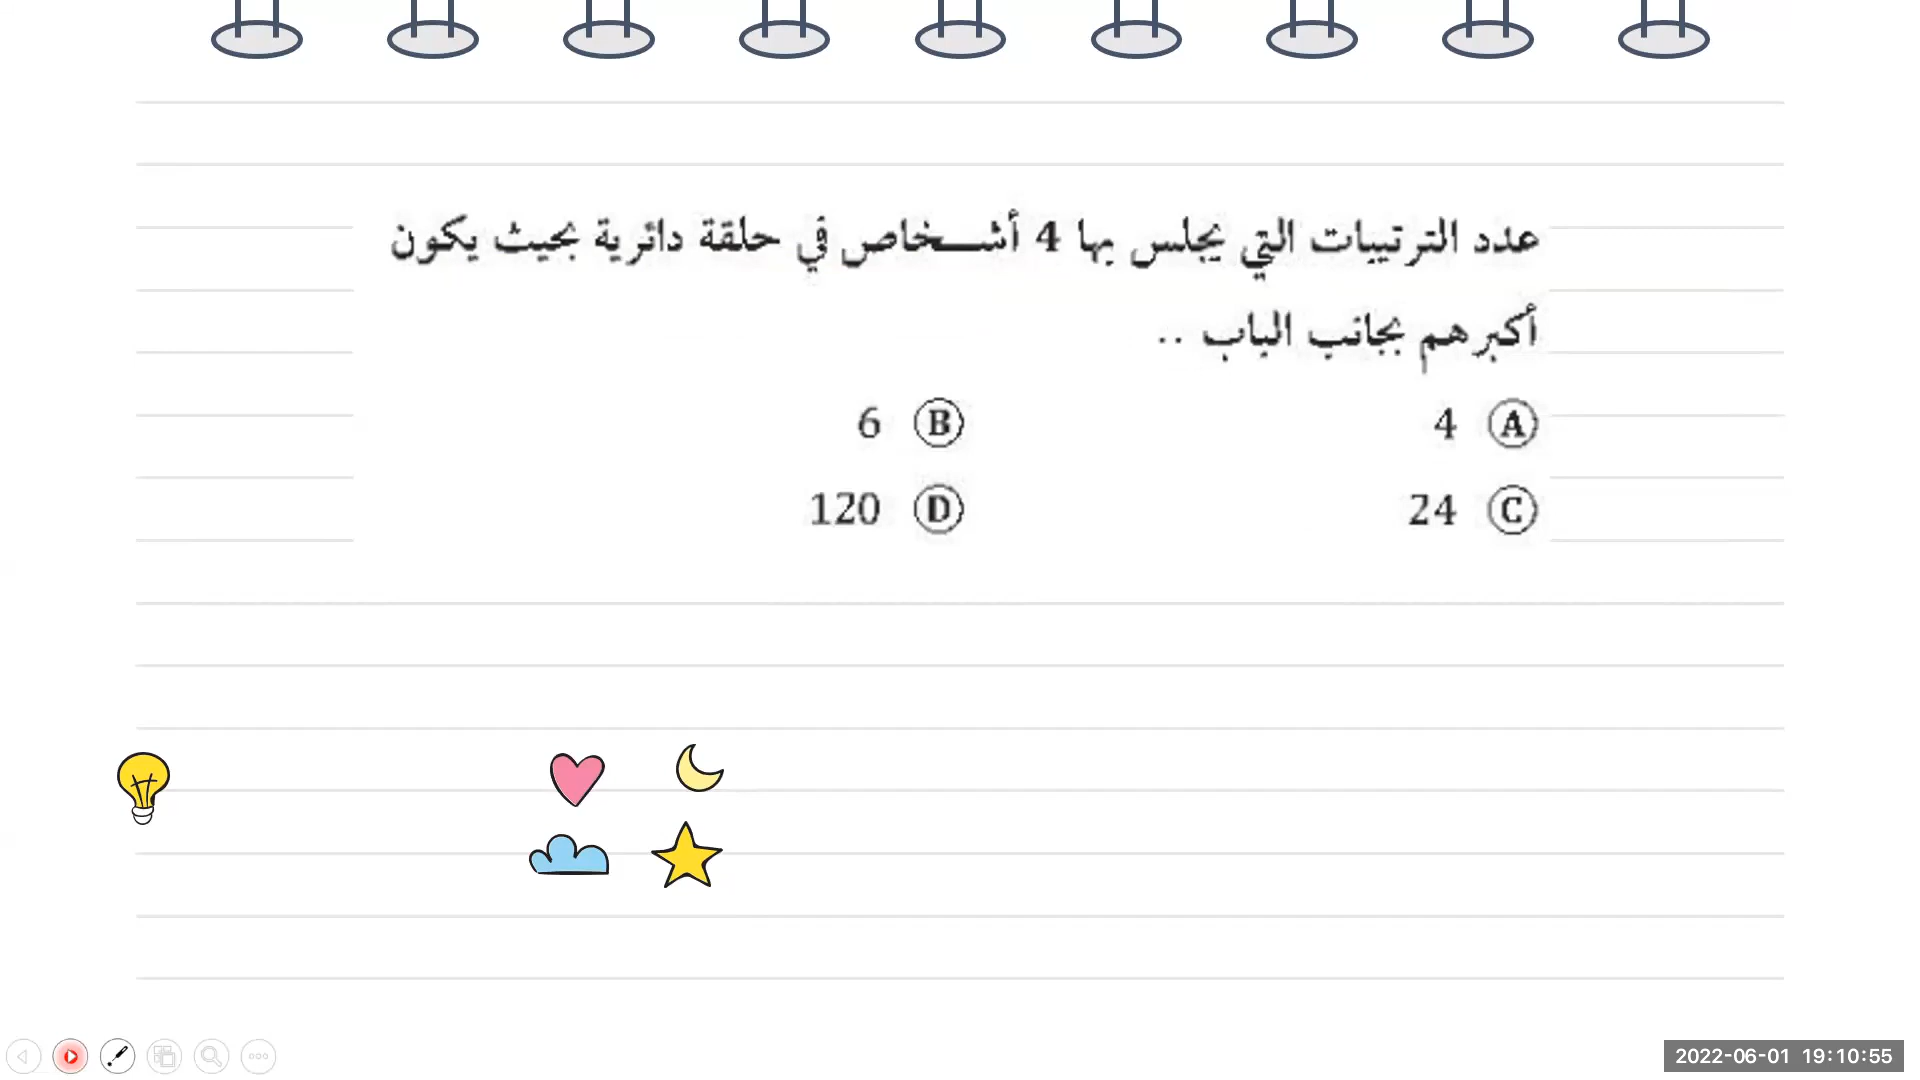 عدد الترتيبات التي يجلس بها 4 أشـــخاص في حلقة دائرية بحيث يكون
أكبرهم بجانب الباب ..
4 Ⓐ 6 Ⓑ
24 Ⓒ 120 Ⓓ
2022-06-01 19:10:55